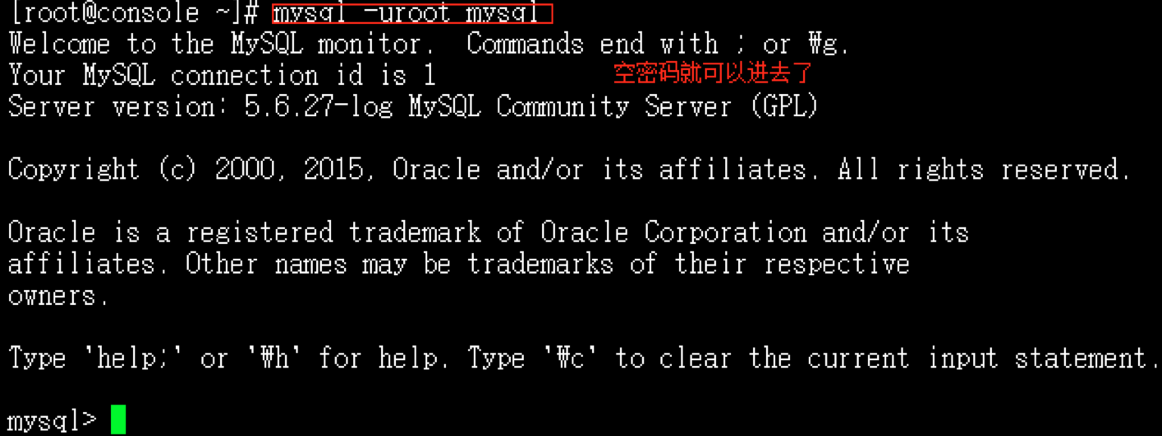 [root@console ~]# mysql -uroot mysql
Welcome to the MySQL monitor.  Commands end with ; or ₩g.
Your MySQL connection id is 1
空密码就可以进去了
Server version: 5.6.27-log MySQL Community Server (GPL)
Copyright (c) 2000, 2015, Oracle and/or its affiliates. All rights reserved.
Oracle is a registered trademark of Oracle Corporation and/or its
affiliates. Other names may be trademarks of their respective
owners.
Type 'help;' or '₩h' for help. Type '₩c' to clear the current input statement.
mysql>